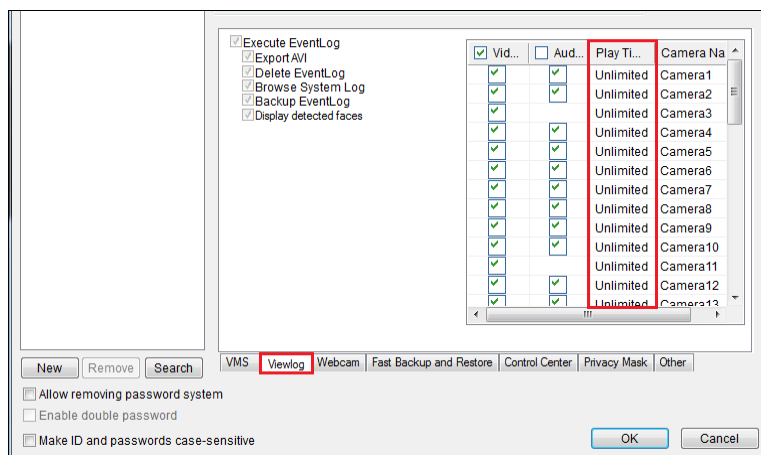 Execute EventLog
Export AVI
Delete EventLog
Browse System Log
Backup EventLog
Display detected faces
Vid... Aud... Play Ti... Camera Na
Unlimited Camera1
Unlimited Camera2
Unlimited Camera3
Unlimited Camera4
Unlimited Camera5
Unlimited Camera6
Unlimited Camera7
Unlimited Camera8
Unlimited Camera9
Unlimited Camera10
Unlimited Camera11
Unlimited Camera12
Unlimited Camera13
VMS Viewlog Webcam Fast Backup and Restore Control Center Privacy Mask Other
New Remove Search
Allow removing password system
Enable double password
Make ID and passwords case-sensitive
OK Cancel